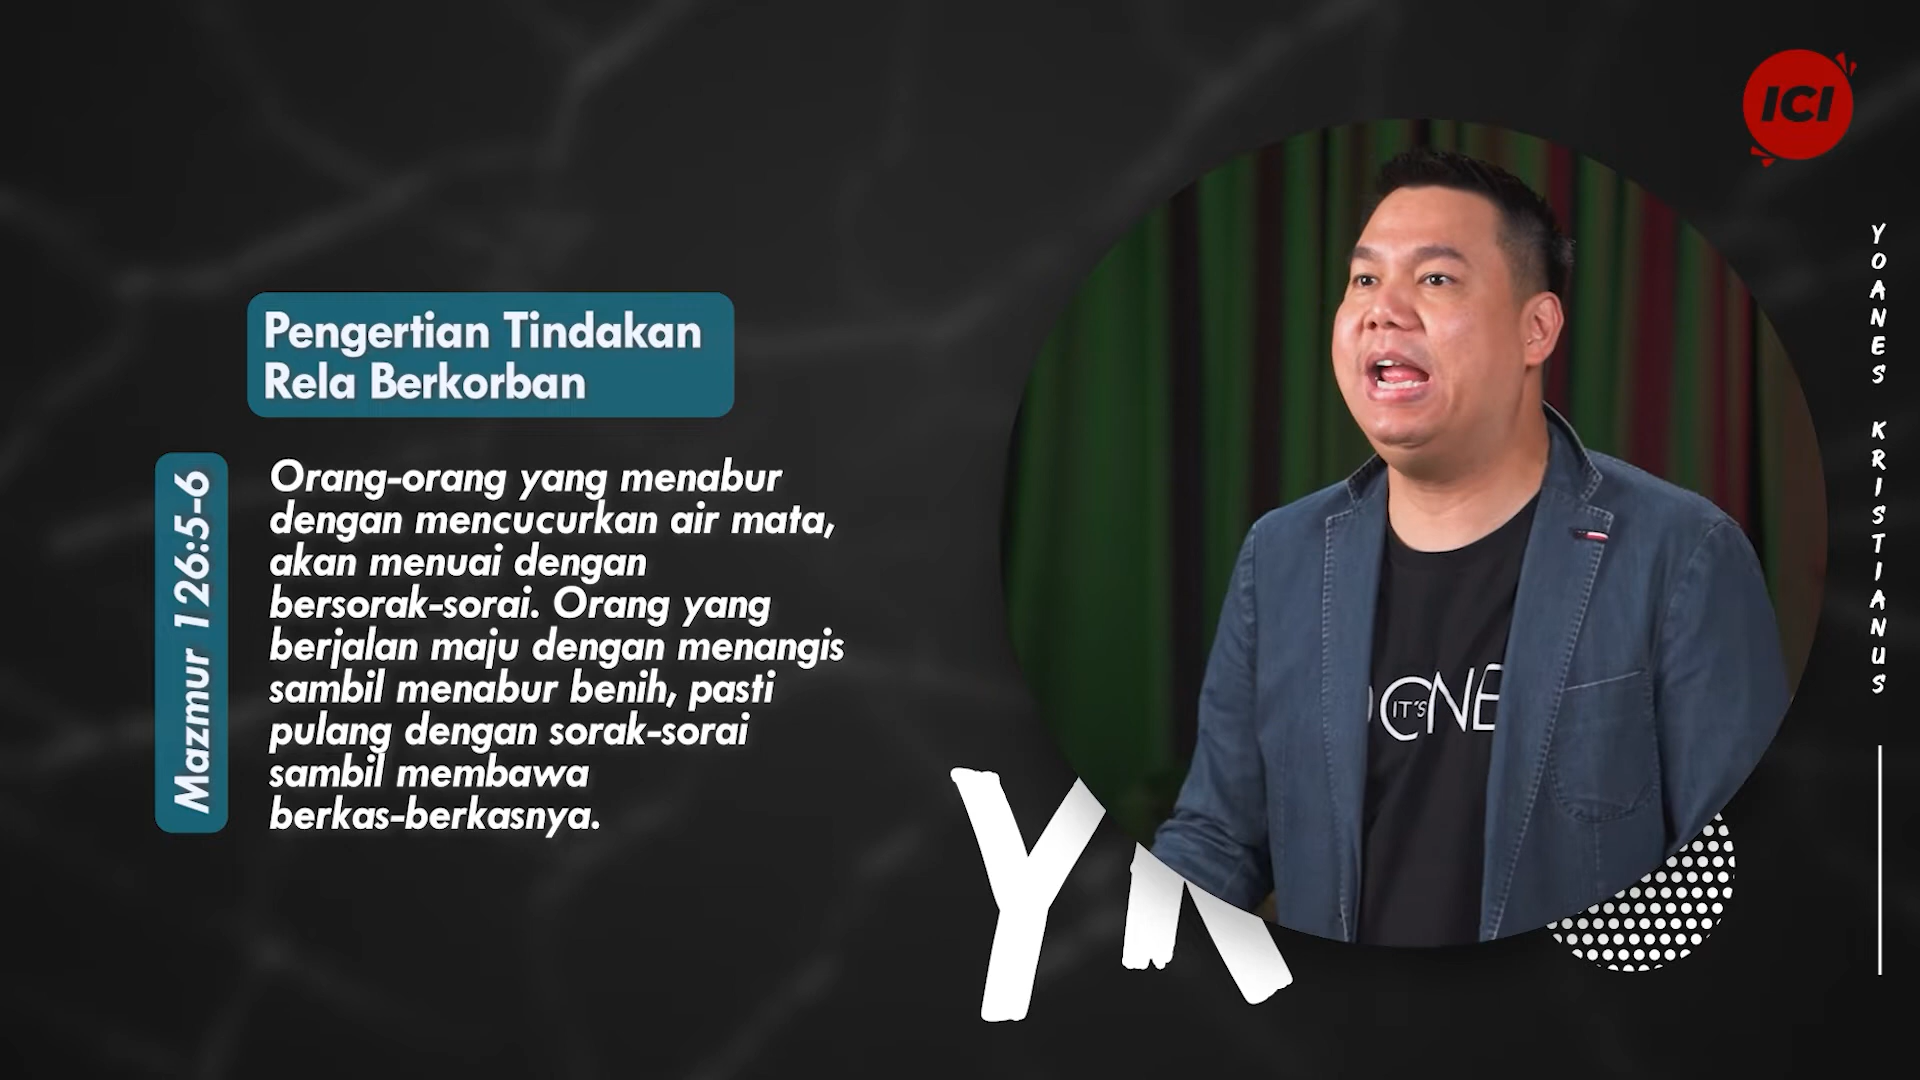 ICI
Pengertian Tindakan
Rela Berkorban
Mazmur 126:5-6
Orang-orang yang menabur
dengan mencucurkan air mata,
akan menuai dengan
bersorak-sorai. Orang yang
berjalan maju dengan menangis
sambil menabur benih, pasti
pulang dengan sorak-sorai
sambil membawa
berkas-berkasnya.
YOANES KRISTIANUS
IT'S
ONE
YK